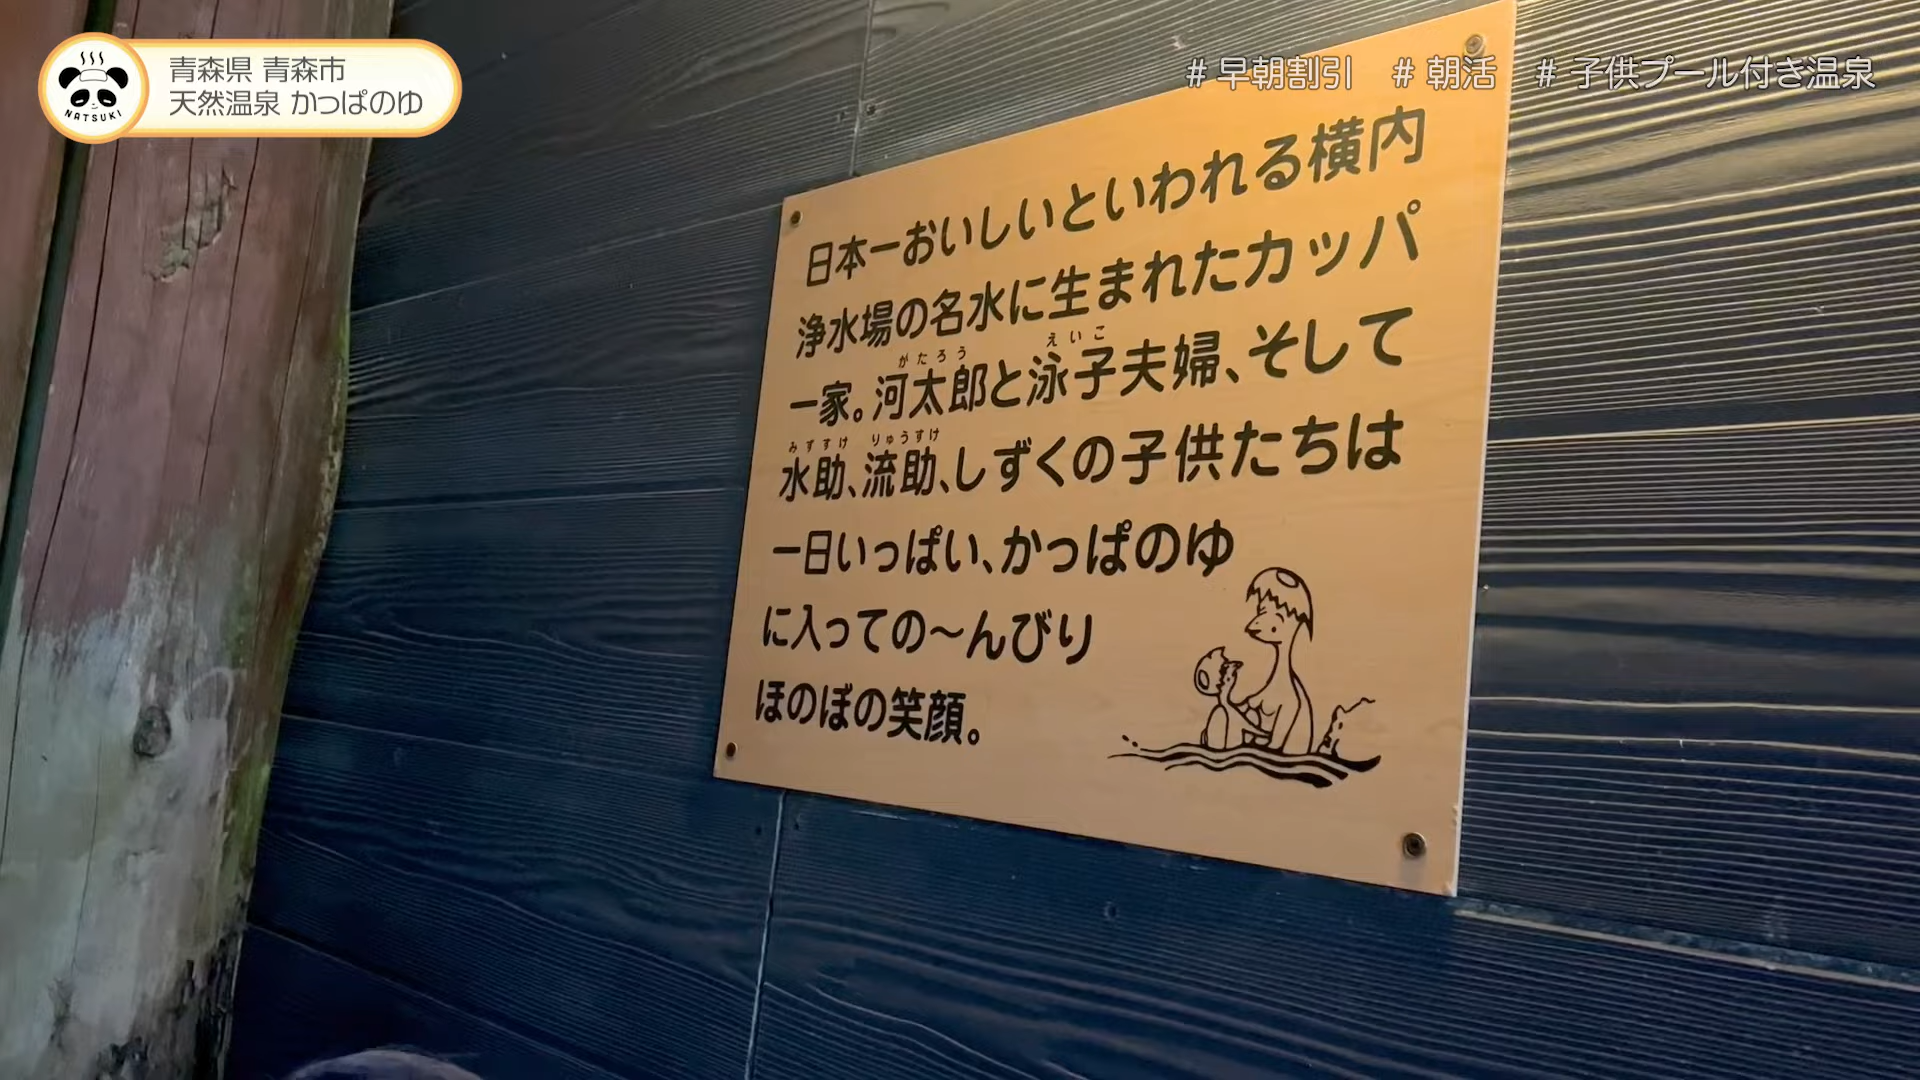 青森県 青森市
天然温泉 かっぱのゆ
NATSUKI
# 早朝割引 # 朝活 # 子供プール付き温泉
日本一おいしいといわれる横内
浄水場の名水に生まれたカッパ
がたろう えいこ
一家。河太郎と泳子夫婦、そして
みずすけ りゅうすけ
水助、流助、しずくの子供たちは
一日いっぱい、かっぱのゆ
に入っての〜んびり
ほのぼの笑顔。